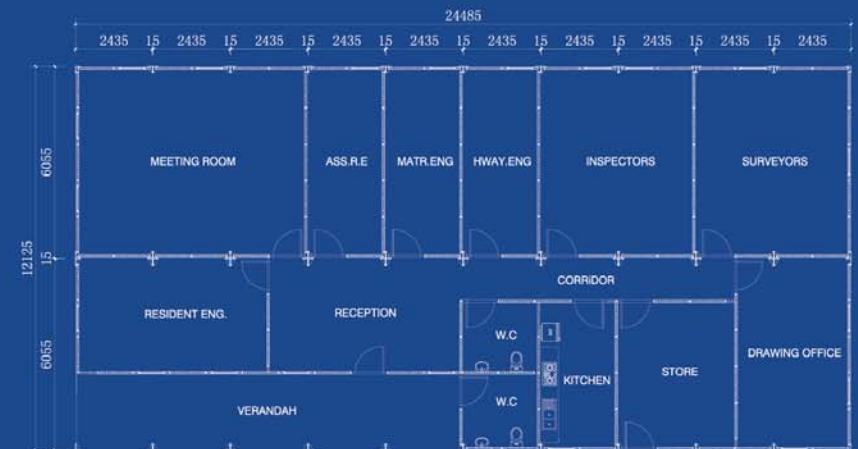 24485
2435 15 2435 15 2435 15 2435 15 2435 15 2435 15 2435 15 2435 15 2435 15 2435
6055
15
6055
12125
MEETING ROOM
ASS.R.E
MATR.ENG
HWAY.ENG
INSPECTORS
SURVEYORS
CORRiDOR
RESIDENT ENG.
RECEPTION
W.C
DRAWING OFFICE
STORE
KITCHEN
W.C
VERANDAH